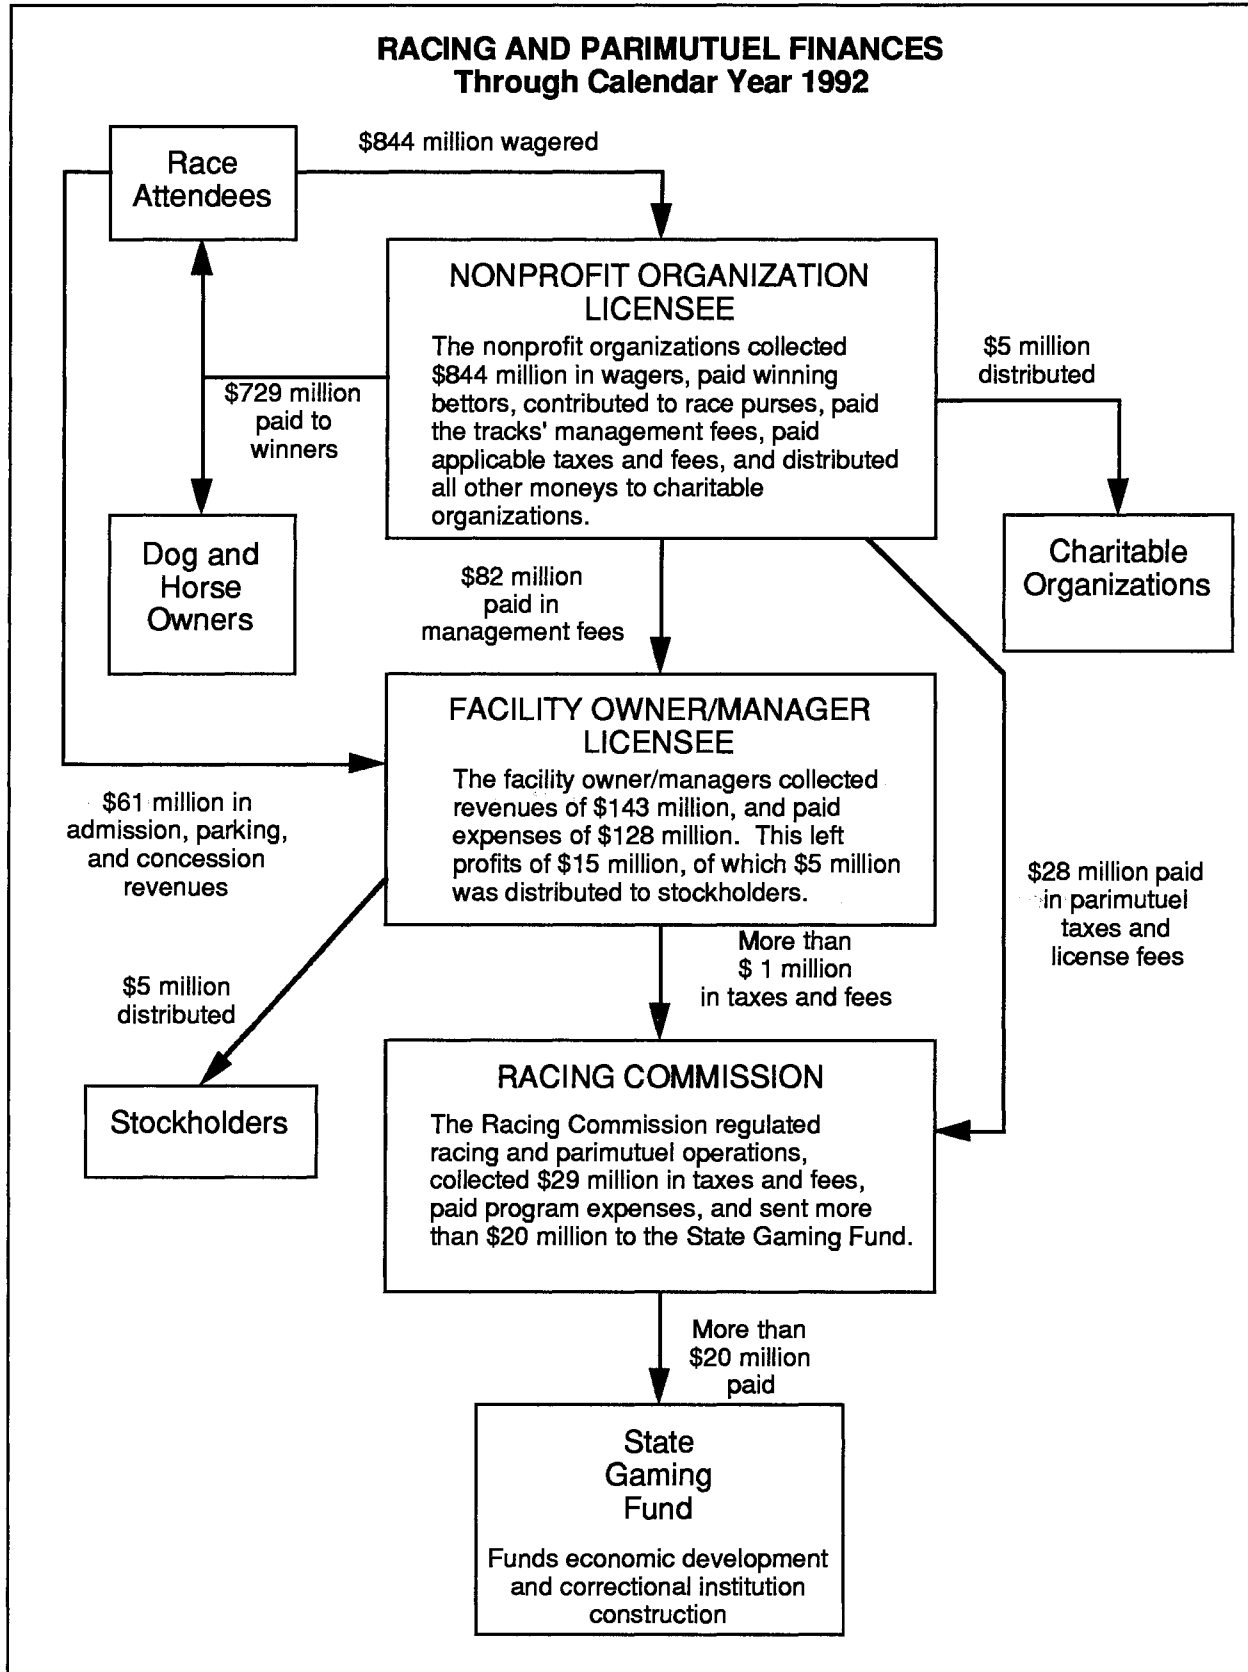 RACING AND PARIMUTUEL FINANCES
Through Calendar Year 1992
$844 million wagered
Race
Attendees
NONPROFIT ORGANIZATION
LICENSEE
The nonprofit organizations collected
$844 million in wagers, paid winning
bettors, contributed to race purses, paid
the tracks' management fees, paid
applicable taxes and fees, and distributed
all other moneys to charitable
organizations.
$5 million
distributed
$729 million
paid to
winners
Dog and
Horse
Owners
$82 million
paid in
management fees
Charitable
Organizations
FACILITY OWNER/MANAGER
LICENSEE
The facility owner/managers collected
revenues of $143 million, and paid
expenses of $128 million. This left
profits of $15 million, of which $5 million
was distributed to stockholders.
$61 million in
admission, parking,
and concession
revenues
$28 million paid
in parimutuel
taxes and
license fees
More than
$ 1 million
in taxes and fees
$5 million
distributed
Stockholders
RACING COMMISSION
The Racing Commission regulated
racing and parimutuel operations,
collected $29 million in taxes and fees,
paid program expenses, and sent more
than $20 million to the State Gaming Fund.
More than
$20 million
paid
State
Gaming
Fund
Funds economic development
and correctional institution
construction